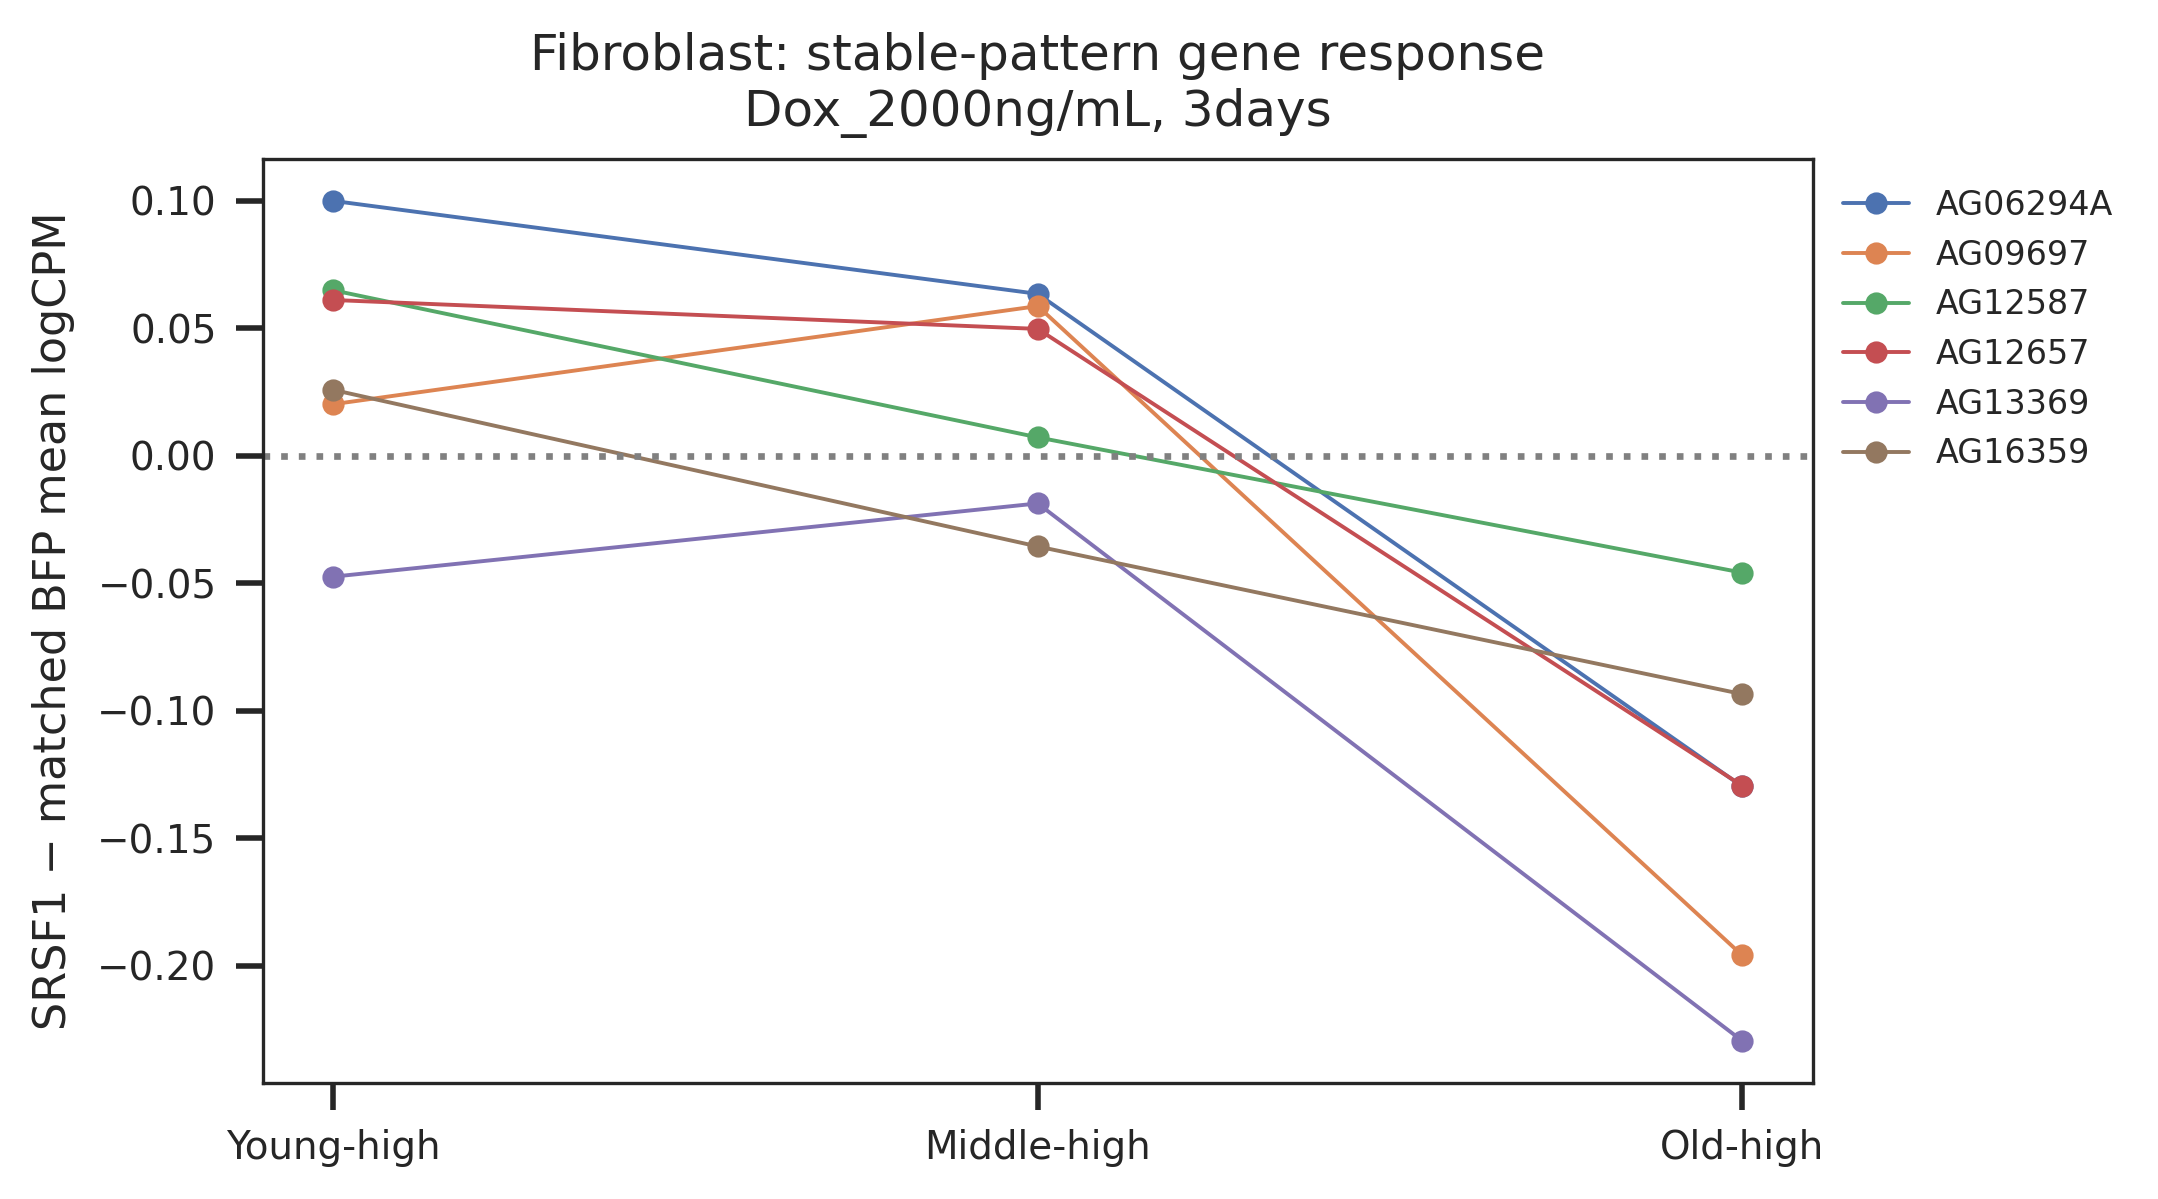 Fibroblast: stable-pattern gene response
Dox_2000ng/mL, 3days
SRSF1 − matched BFP mean logCPM
0.10
0.05
0.00
−0.05
−0.10
−0.15
−0.20
Young-high
Middle-high
Old-high
AG06294A
AG09697
AG12587
AG12657
AG13369
AG16359